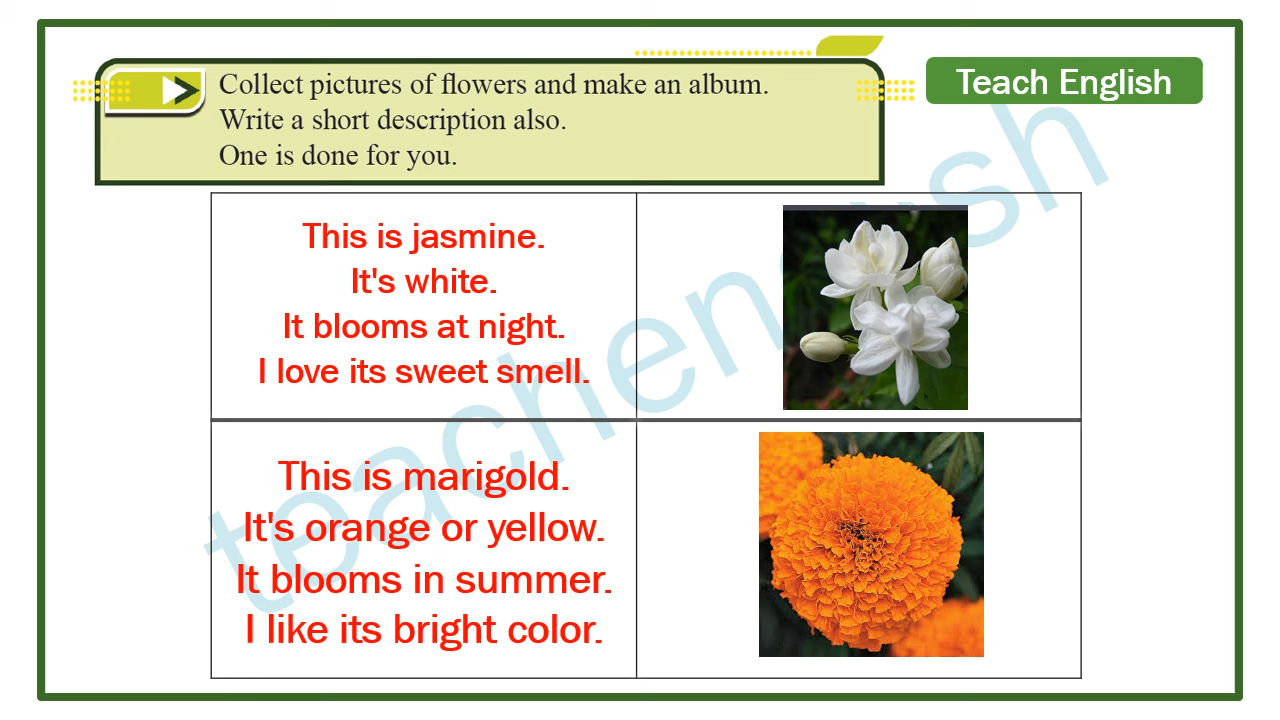 Collect pictures of flowers and make an album.
Write a short description also.
One is done for you.
Teach English
This is jasmine.
It's white.
It blooms at night.
I love its sweet smell.
This is marigold.
It's orange or yellow.
It blooms in summer.
I like its bright color.
teachenglish